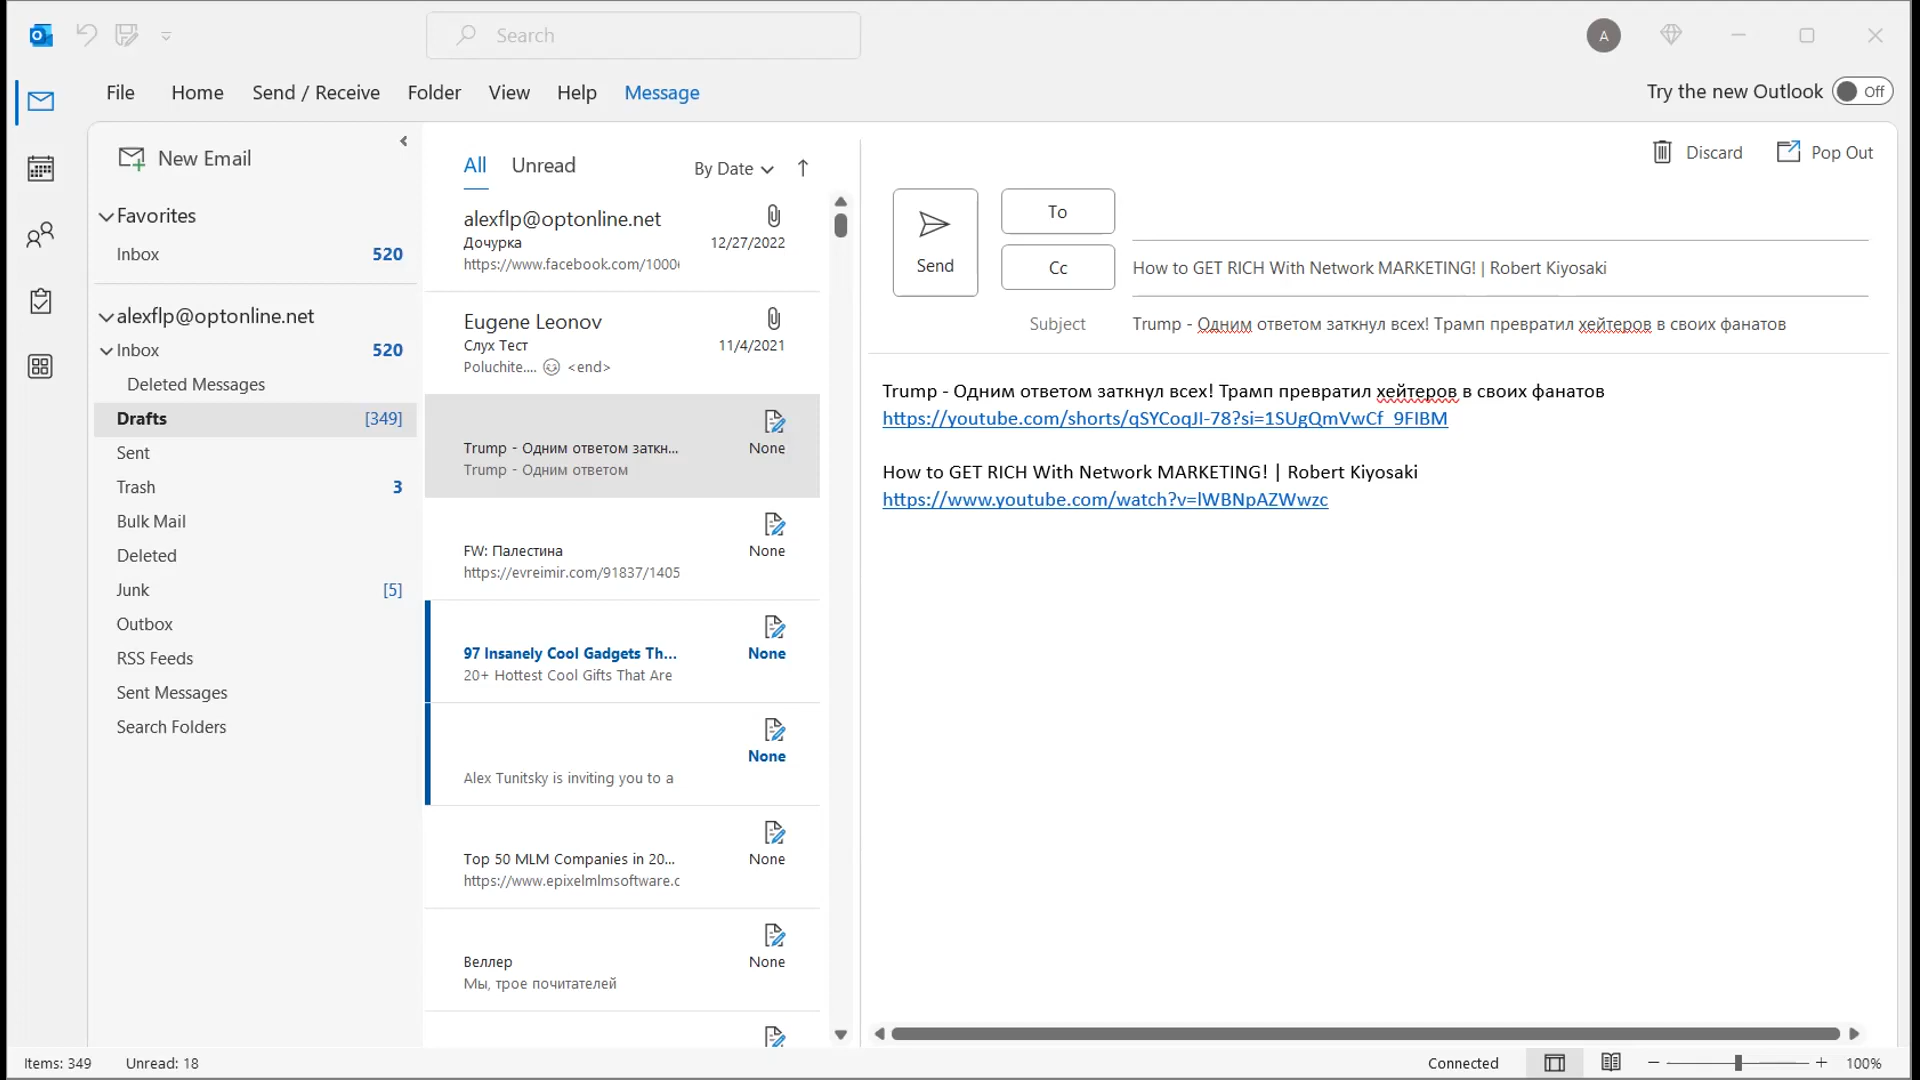 Search
A
File
Home
Send / Receive
Folder
View
Help
Message
Try the new Outlook
Off
New Email
Favorites
Inbox 520
alexflp@optonline.net
Inbox 520
Deleted Messages
Drafts [349]
Sent
Trash 3
Bulk Mail
Deleted
Junk [5]
Outbox
RSS Feeds
Sent Messages
Search Folders
All
Unread
By Date
alexflp@optonline.net
Дочурка 12/27/2022
https://www.facebook.com/1000
Eugene Leonov
Слух Тест 11/4/2021
Poluchite.... <end>
Trump - Одним ответом заткн... None
Trump - Одним ответом
FW: Палестина None
https://evreimir.com/91837/1405
97 Insanely Cool Gadgets Th... None
20+ Hottest Cool Gifts That Are
None
Alex Tunitsky is inviting you to a
Top 50 MLM Companies in 20... None
https://www.epixelmlmsoftware.c
Веллер None
Мы, трое почитателей
Discard
Pop Out
Send
To
Cc
How to GET RICH With Network MARKETING! | Robert Kiyosaki
Subject
Trump - Одним ответом заткнул всех! Трамп превратил хейтеров в своих фанатов
Trump - Одним ответом заткнул всех! Трамп превратил хейтеров в своих фанатов
https://youtube.com/shorts/qSYCoqJI-78?si=1SUgQmVwCf_9FIBM
How to GET RICH With Network MARKETING! | Robert Kiyosaki
https://www.youtube.com/watch?v=lWBNpAZWwzc
Items: 349
Unread: 18
Connected
100%